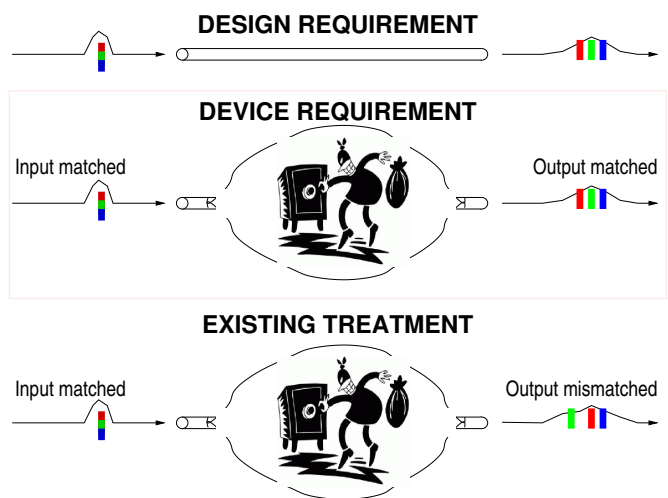 DESIGN REQUIREMENT
DEVICE REQUIREMENT
Input matched
Output matched
EXISTING TREATMENT
Input matched
Output mismatched